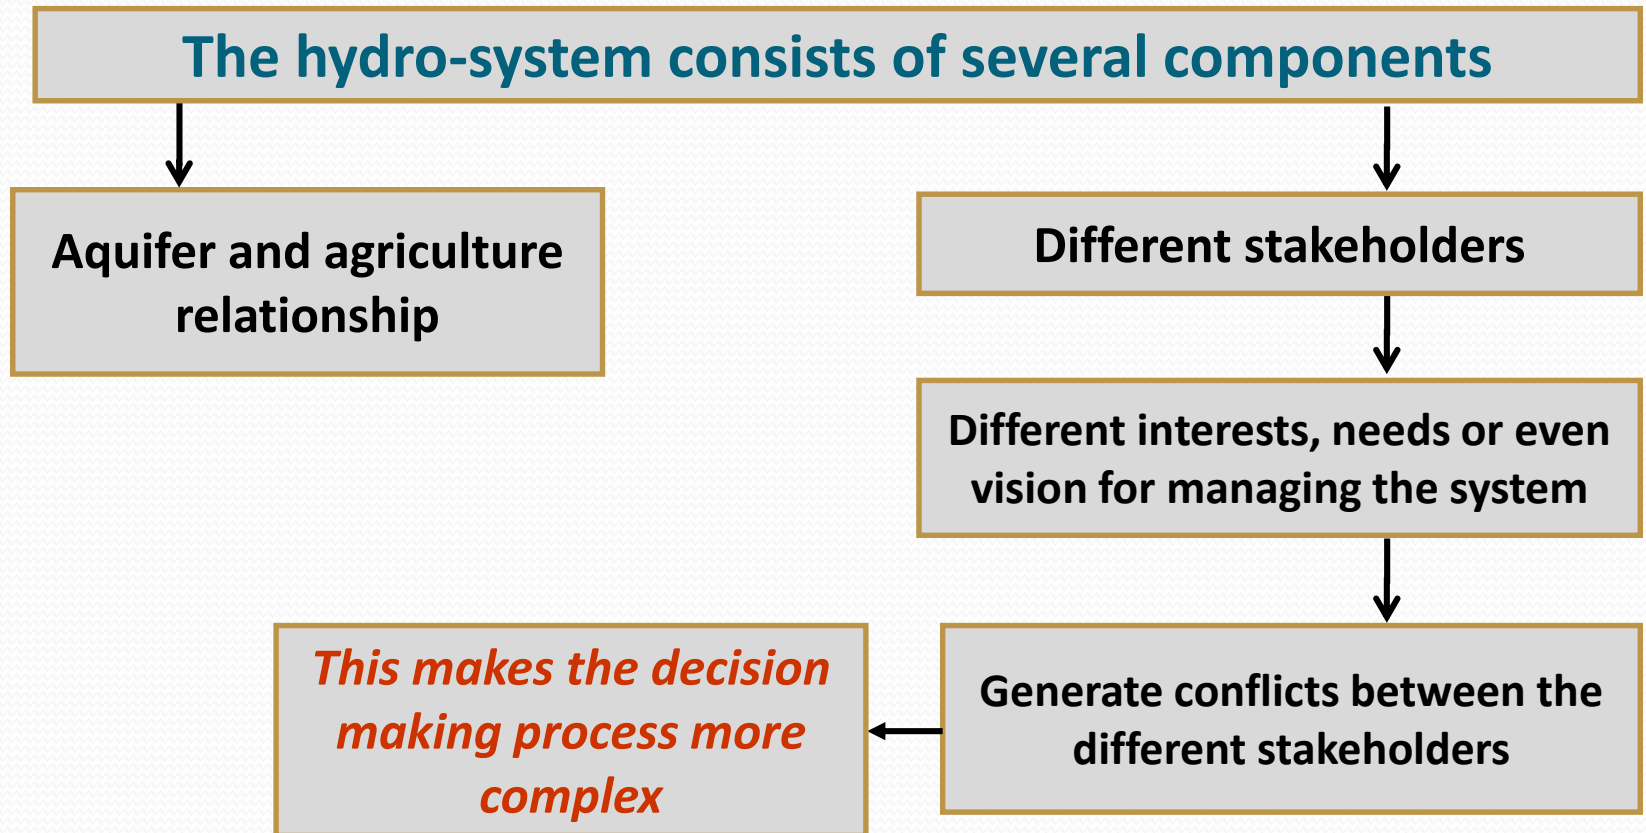 The hydro-system consists of several components
Aquifer and agriculture
relationship
Different stakeholders
Different interests, needs or even
vision for managing the system
Generate conflicts between the
different stakeholders
This makes the decision
making process more
complex